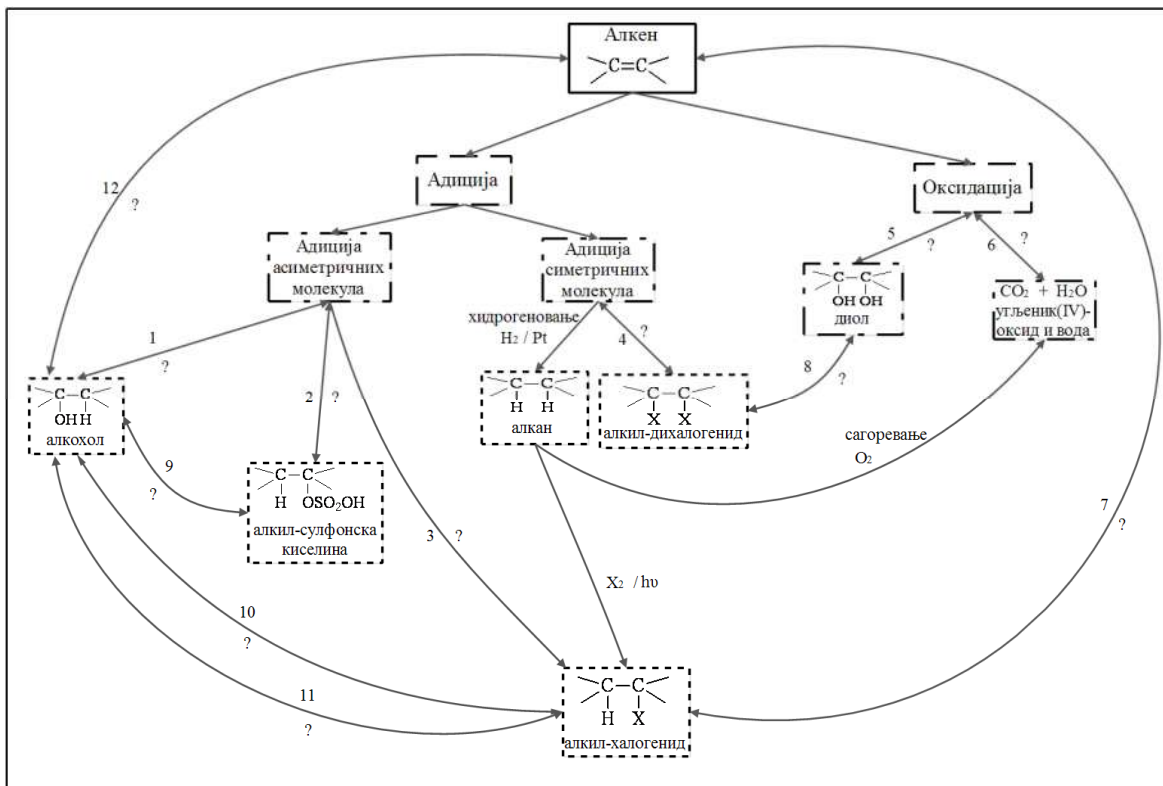 Алкен
C=C
12
?
Адиција
Оксидација
Адиција
асиметричних
молекула
Адиција
симетричних
молекула
5
?
6
?
C C
OH OH
диол
CO₂ + H₂O
угљеник(IV)-
оксид и вода
хидрогеновање
H₂ / Pt
4
?
1
?
2
?
8
?
C C
OH H
алкохол
C C
H H
алкан
C C
X X
алкил-дихалогенид
сагоревање
O₂
9
?
C C
H OSO₂OH
алкил-сулфонска
киселина
3
?
7
?
X₂ / hυ
10
?
11
?
C C
H X
алкил-халогенид